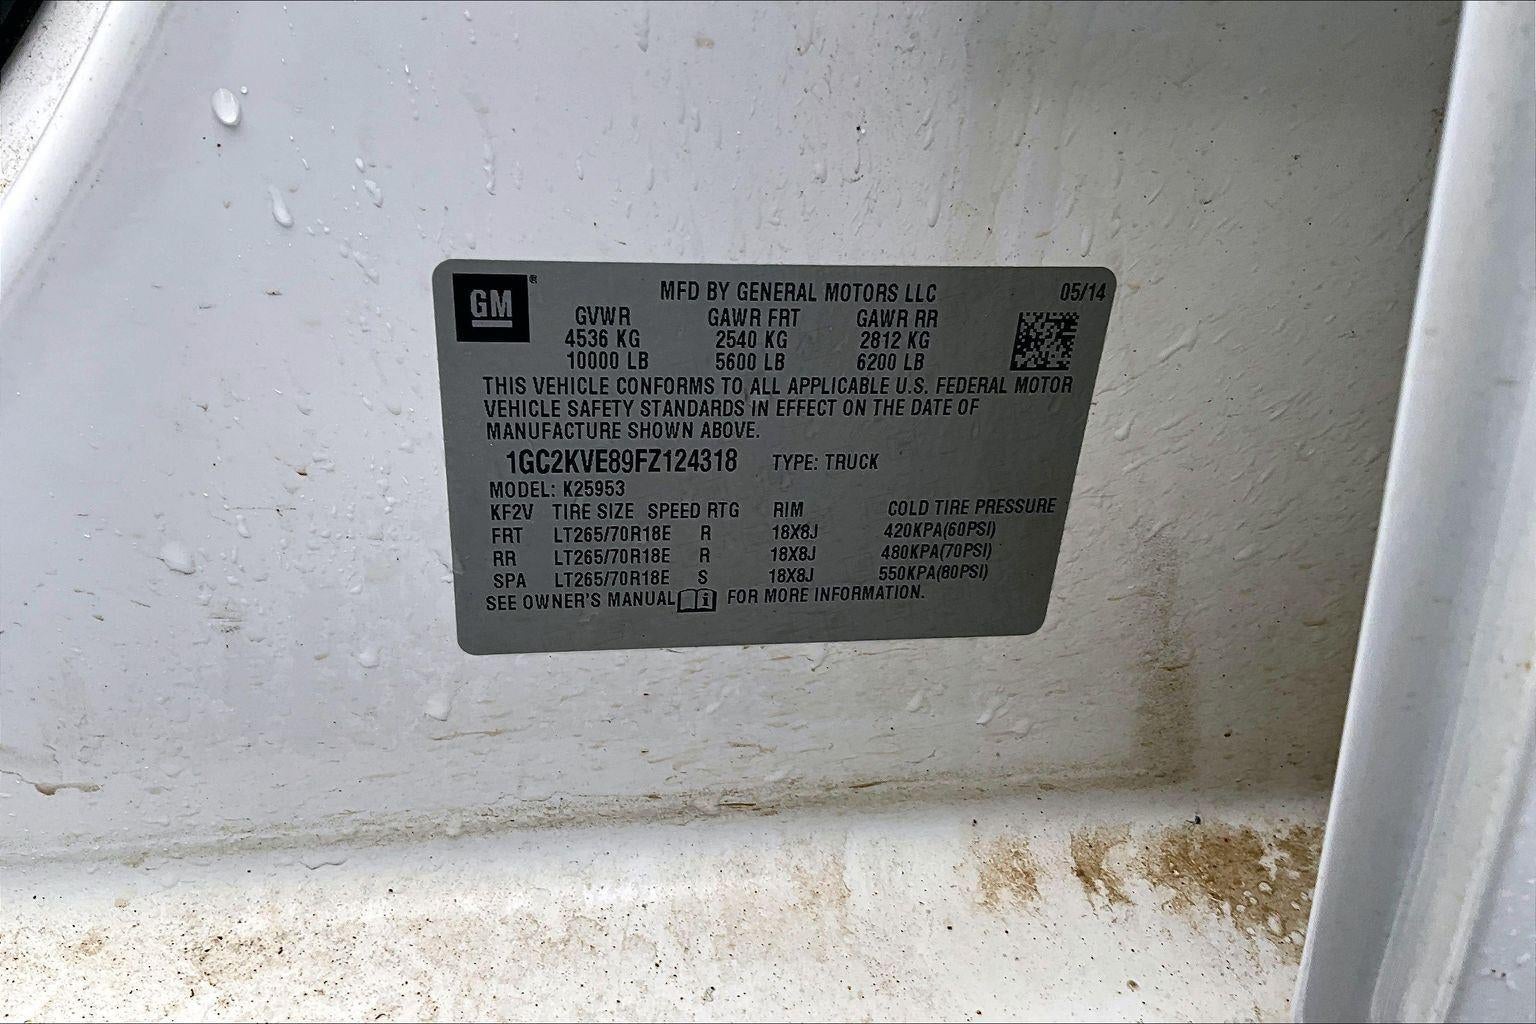 GM ®
MFD BY GENERAL MOTORS LLC 05/14
GVWR GAWR FRT GAWR RR
4536 KG 2540 KG 2812 KG
10000 LB 5600 LB 6200 LB
THIS VEHICLE CONFORMS TO ALL APPLICABLE U.S. FEDERAL MOTOR
VEHICLE SAFETY STANDARDS IN EFFECT ON THE DATE OF
MANUFACTURE SHOWN ABOVE.
1GC2KVE89FZ124318 TYPE: TRUCK
MODEL: K25953
KF2V TIRE SIZE SPEED RTG RIM COLD TIRE PRESSURE
FRT LT265/70R18E R 18X8J 420KPA(60PSI)
RR LT265/70R18E R 18X8J 480KPA(70PSI)
SPA LT265/70R18E S 18X8J 550KPA(80PSI)
SEE OWNER'S MANUAL i FOR MORE INFORMATION.